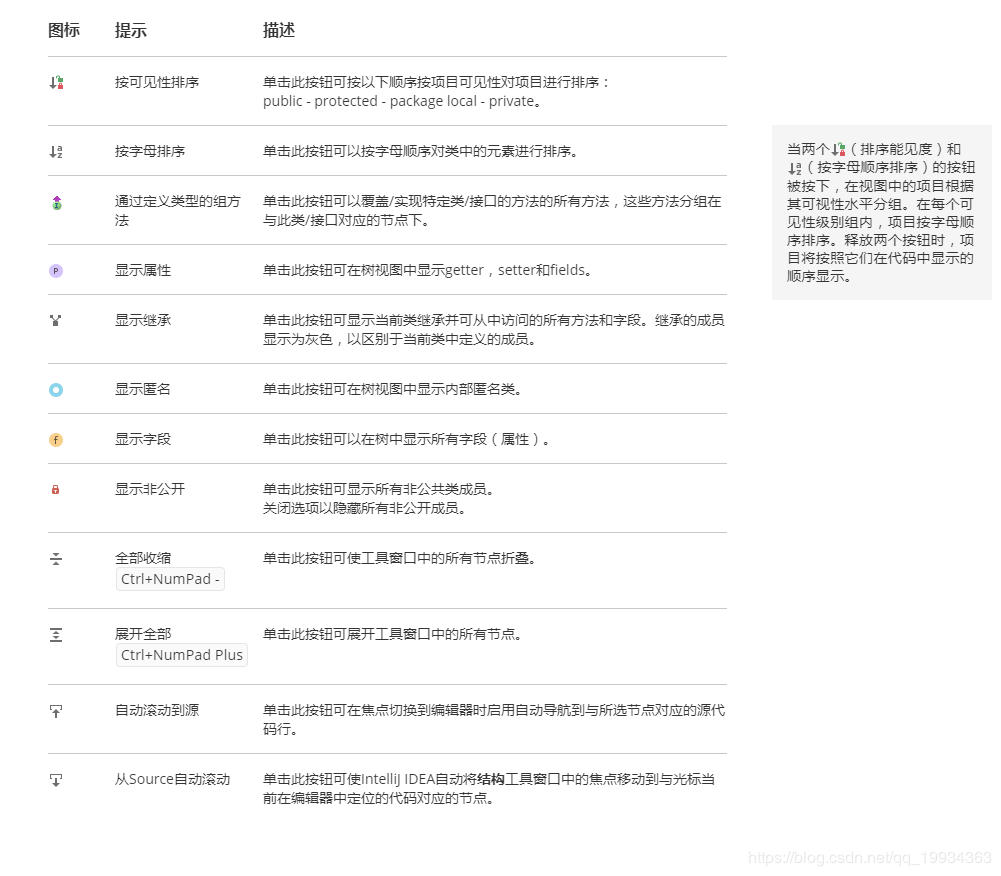 图标 提示 描述
按可见性排序 单击此按钮可按以下顺序按项目可见性对项目进行排序：
public - protected - package local - private。
按字母排序 单击此按钮可以按字母顺序对类中的元素进行排序。
通过定义类型的组方 单击此按钮可以覆盖/实现特定类/接口的方法的所有方法，这些方法分组在
法 与此类/接口对应的节点下。
显示属性 单击此按钮可在树视图中显示getter，setter和fields。
显示继承 单击此按钮可显示当前类继承并可从中访问的所有方法和字段。继承的成员
显示为灰色，以区别于当前类中定义的成员。
显示匿名 单击此按钮可在树视图中显示内部匿名类。
显示字段 单击此按钮可以在树中显示所有字段（属性）。
显示非公开 单击此按钮可显示所有非公共类成员。
关闭选项以隐藏所有非公开成员。
全部收缩 单击此按钮可使工具窗口中的所有节点折叠。
Ctrl+NumPad -
展开全部 单击此按钮可展开工具窗口中的所有节点。
Ctrl+NumPad Plus
自动滚动到源 单击此按钮可在焦点切换到编辑器时启用自动导航到与所选节点对应的源代
码行。
从Source自动滚动 单击此按钮可使IntelliJ IDEA自动将结构工具窗口中的焦点移动到与光标当
前在编辑器中定位的代码对应的节点。
当两个（排序能见度）和
（按字母顺序排序）的按钮
被按下，在视图中的项目根据
其可视性水平分组。在每个可
见性级别组内，项目按字母顺
序排序。释放两个按钮时，项
目将按照它们在代码中显示的
顺序显示。
https://blog.csdn.net/qq_19934363